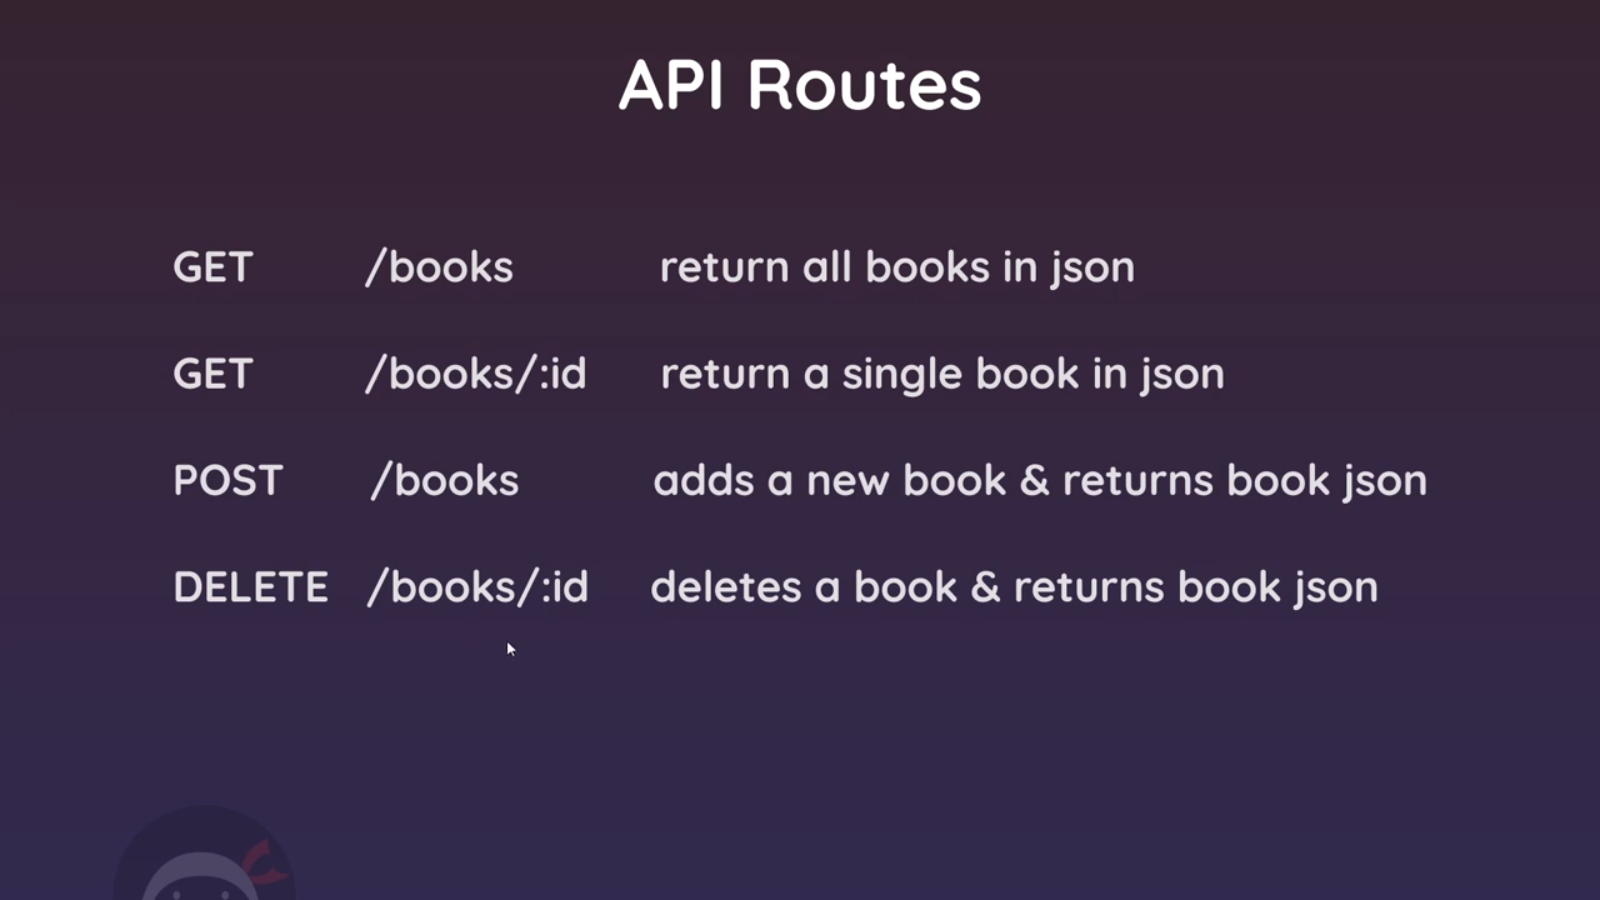 API Routes
GET /books return all books in json
GET /books/:id return a single book in json
POST /books adds a new book & returns book json
DELETE /books/:id deletes a book & returns book json